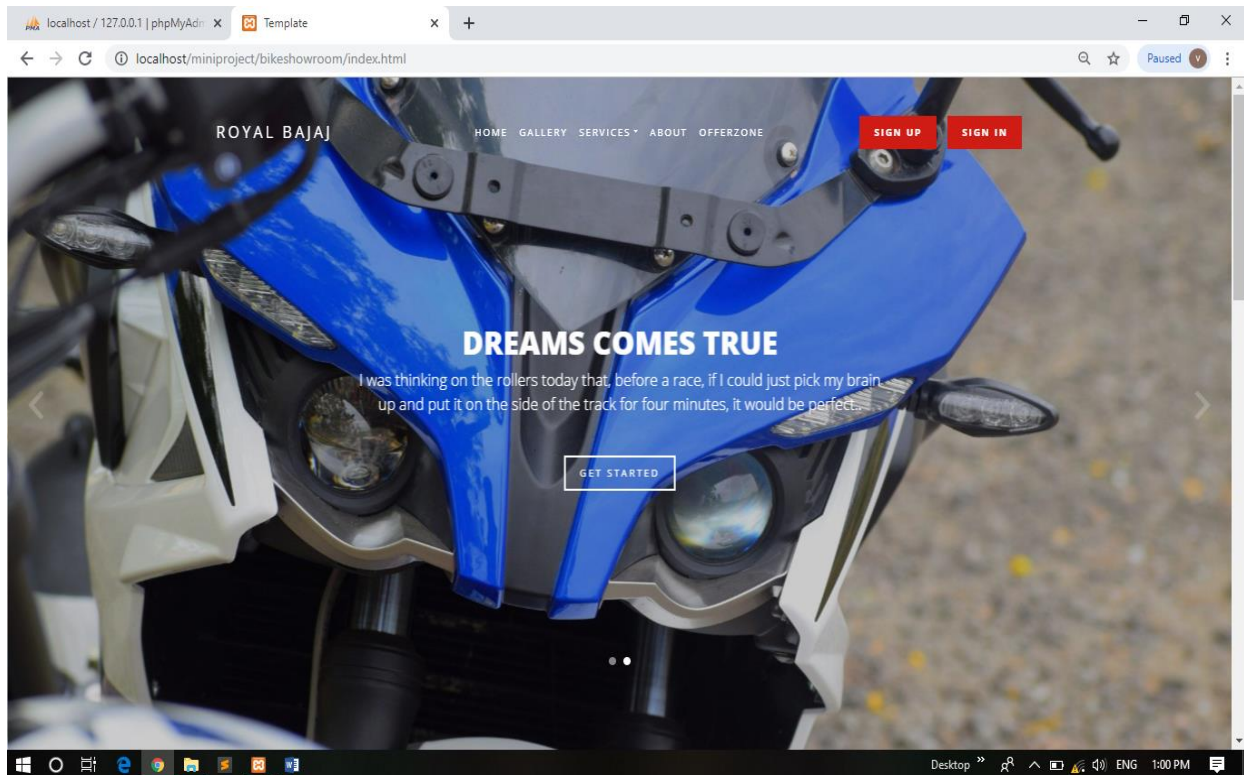 localhost / 127.0.0.1 | phpMyAdm
Template
localhost/miniproject/bikeshowroom/index.html
Paused
V
ROYAL BAJAJ
HOME GALLERY SERVICES ABOUT OFFERZONE
SIGN UP
SIGN IN
DREAMS COMES TRUE
I was thinking on the rollers today that, before a race, if I could just pick my brain
up and put it on the side of the track for four minutes, it would be perfect..
GET STARTED
Desktop
ENG
1:00 PM